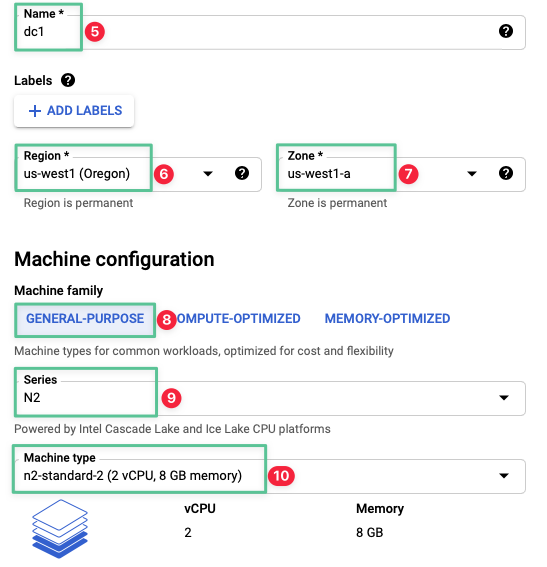 Name *
dc1
5
Labels
+ ADD LABELS
Region *
us-west1 (Oregon)
6
Zone *
us-west1-a
7
Region is permanent
Zone is permanent
Machine configuration
Machine family
GENERAL-PURPOSE
8
OMPUTE-OPTIMIZED
MEMORY-OPTIMIZED
Machine types for common workloads, optimized for cost and flexibility
Series
N2
9
Powered by Intel Cascade Lake and Ice Lake CPU platforms
Machine type
n2-standard-2 (2 vCPU, 8 GB memory)
10
vCPU
Memory
2
8 GB